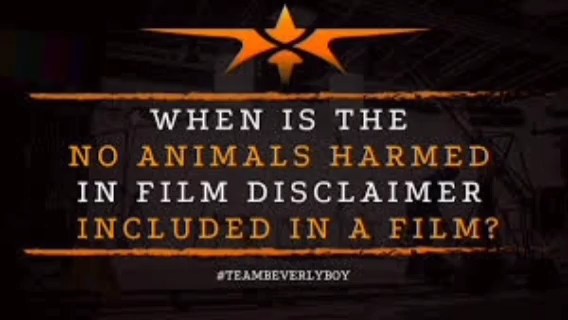 WHEN IS THE
NO ANIMALS HARMED
IN FILM DISCLAIMER
INCLUDED IN A FILM?
#TEAMBEVERLYBOY